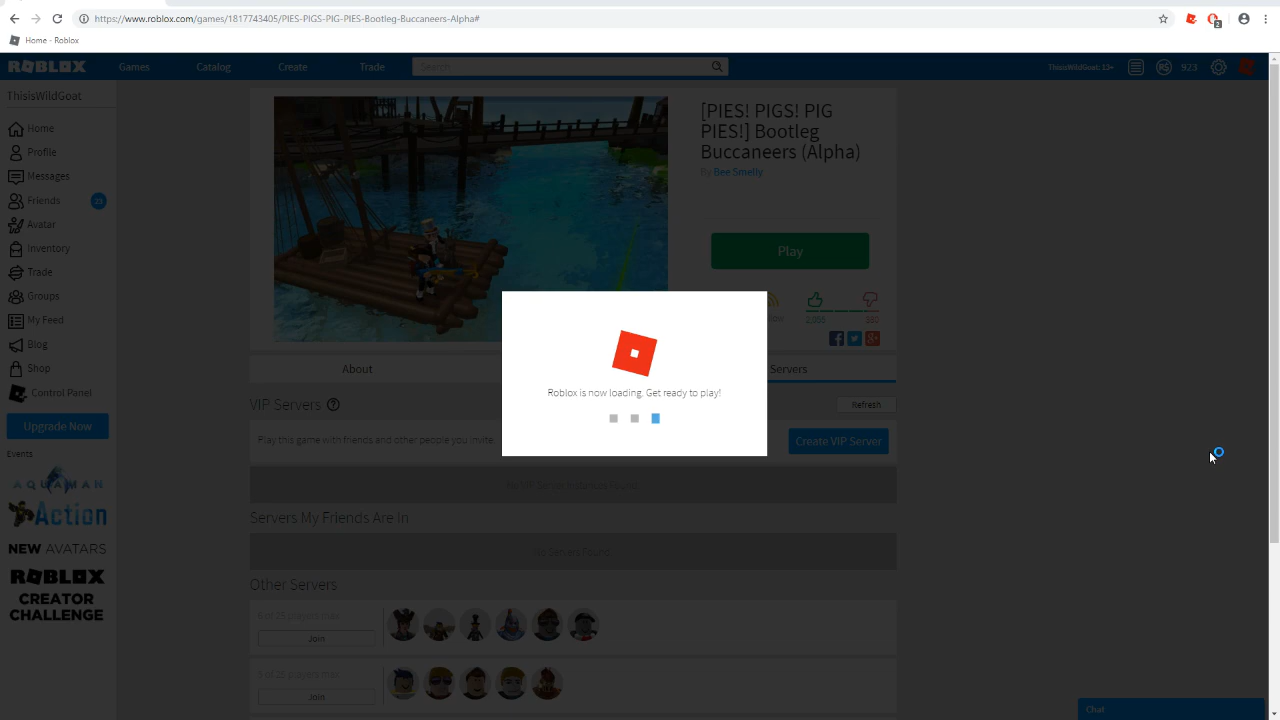 https://www.roblox.com/games/1817743405/PIES-PIGS-PIG-PIES-Bootleg-Buccaneers-Alpha#
2
Home - Roblox
ROBLOX
Games
Catalog
Create
Trade
Search
ThisisWildGoat: 13+
R$
923
ThisisWildGoat
Home
Profile
Messages
Friends
Avatar
Inventory
Trade
Groups
My Feed
Blog
Shop
Control Panel
Upgrade Now
Events
AQUAMAN
Action
NEW AVATARS
ROBLOX
CREATOR
CHALLENGE
[PIES! PIGS! PIG
PIES!] Bootleg
Buccaneers (Alpha)
By Bee Smelly
Play
Roblox is now loading. Get ready to play!
About
Servers
VIP Servers
Refresh
Play this game with friends and other people you invite
Create VIP Server
Servers My Friends Are In
No Servers Found.
Other Servers
Join
Join
Chat